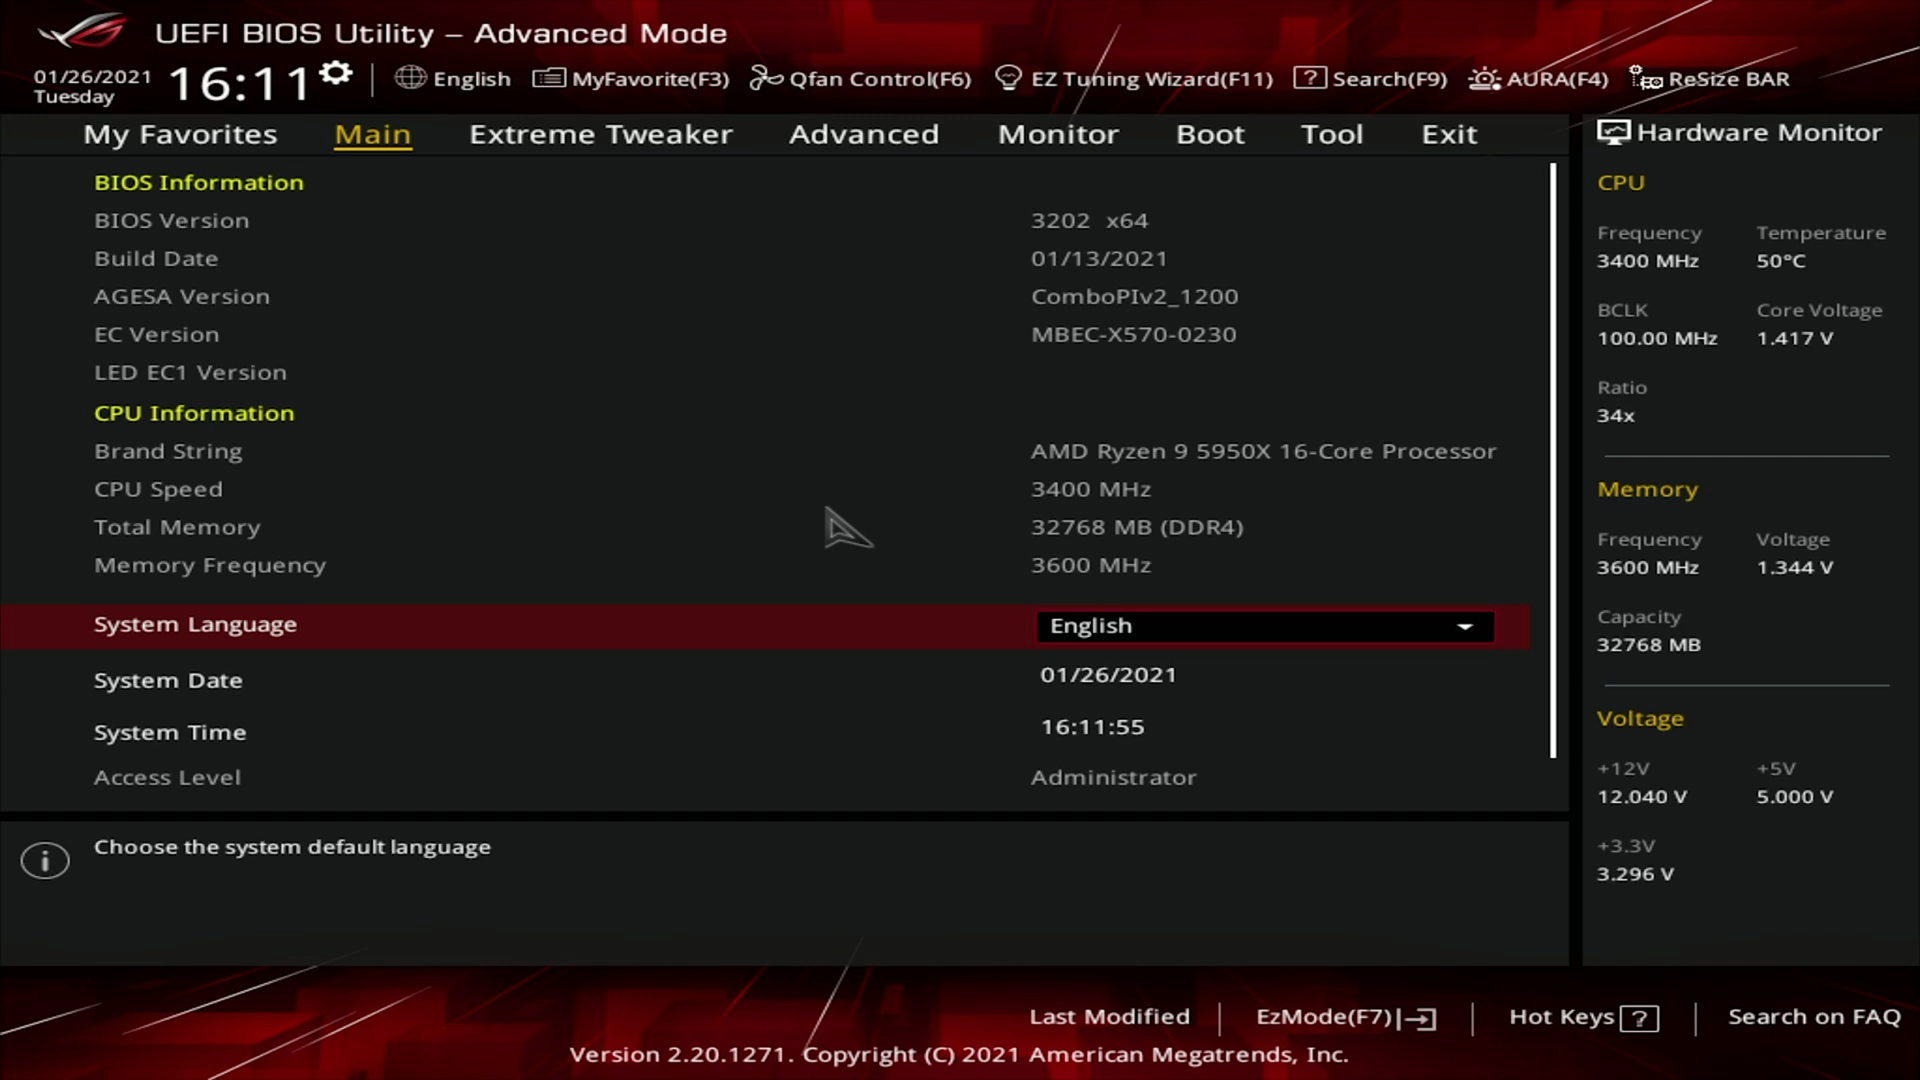 UEFI BIOS Utility – Advanced Mode
01/26/2021
Tuesday
16:11
English
MyFavorite(F3)
Qfan Control(F6)
EZ Tuning Wizard(F11)
? Search(F9)
AURA(F4)
ReSize BAR
My Favorites Main Extreme Tweaker Advanced Monitor Boot Tool Exit
BIOS Information
BIOS Version 3202 x64
Build Date 01/13/2021
AGESA Version ComboPIv2_1200
EC Version MBEC-X570-0230
LED EC1 Version
CPU Information
Brand String AMD Ryzen 9 5950X 16-Core Processor
CPU Speed 3400 MHz
Total Memory 32768 MB (DDR4)
Memory Frequency 3600 MHz
System Language English
System Date 01/26/2021
System Time 16:11:55
Access Level Administrator
i Choose the system default language
Hardware Monitor
CPU
Frequency Temperature
3400 MHz 50°C
BCLK Core Voltage
100.00 MHz 1.417 V
Ratio
34x
Memory
Frequency Voltage
3600 MHz 1.344 V
Capacity
32768 MB
Voltage
+12V +5V
12.040 V 5.000 V
+3.3V
3.296 V
Last Modified
EzMode(F7)
Hot Keys ?
Search on FAQ
Version 2.20.1271. Copyright (C) 2021 American Megatrends, Inc.